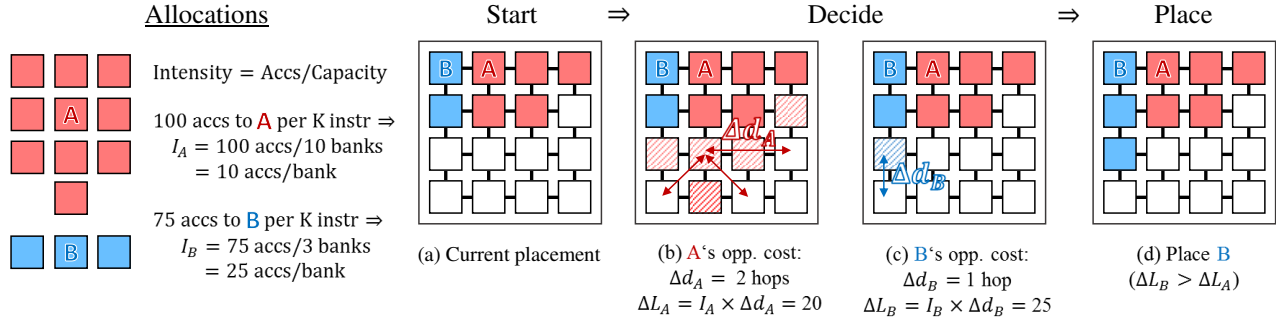 Allocations
A
B
Intensity = Accs/Capacity
100 accs to A per K instr ⇒
I_A = 100 accs/10 banks
= 10 accs/bank
75 accs to B per K instr ⇒
I_B = 75 accs/3 banks
= 25 accs/bank
Start ⇒ Decide ⇒ Place
B A
(a) Current placement
B A
Δd_A
(b) A‘s opp. cost:
Δd_A = 2 hops
ΔL_A = I_A × Δd_A = 20
B A
Δd_B
(c) B‘s opp. cost:
Δd_B = 1 hop
ΔL_B = I_B × Δd_B = 25
B A
(d) Place B
(ΔL_B > ΔL_A)